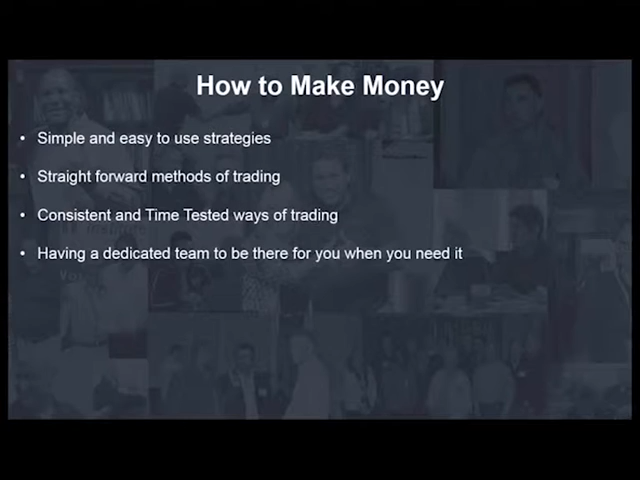 How to Make Money
• Simple and easy to use strategies
• Straight forward methods of trading
• Consistent and Time Tested ways of trading
• Having a dedicated team to be there for you when you need it